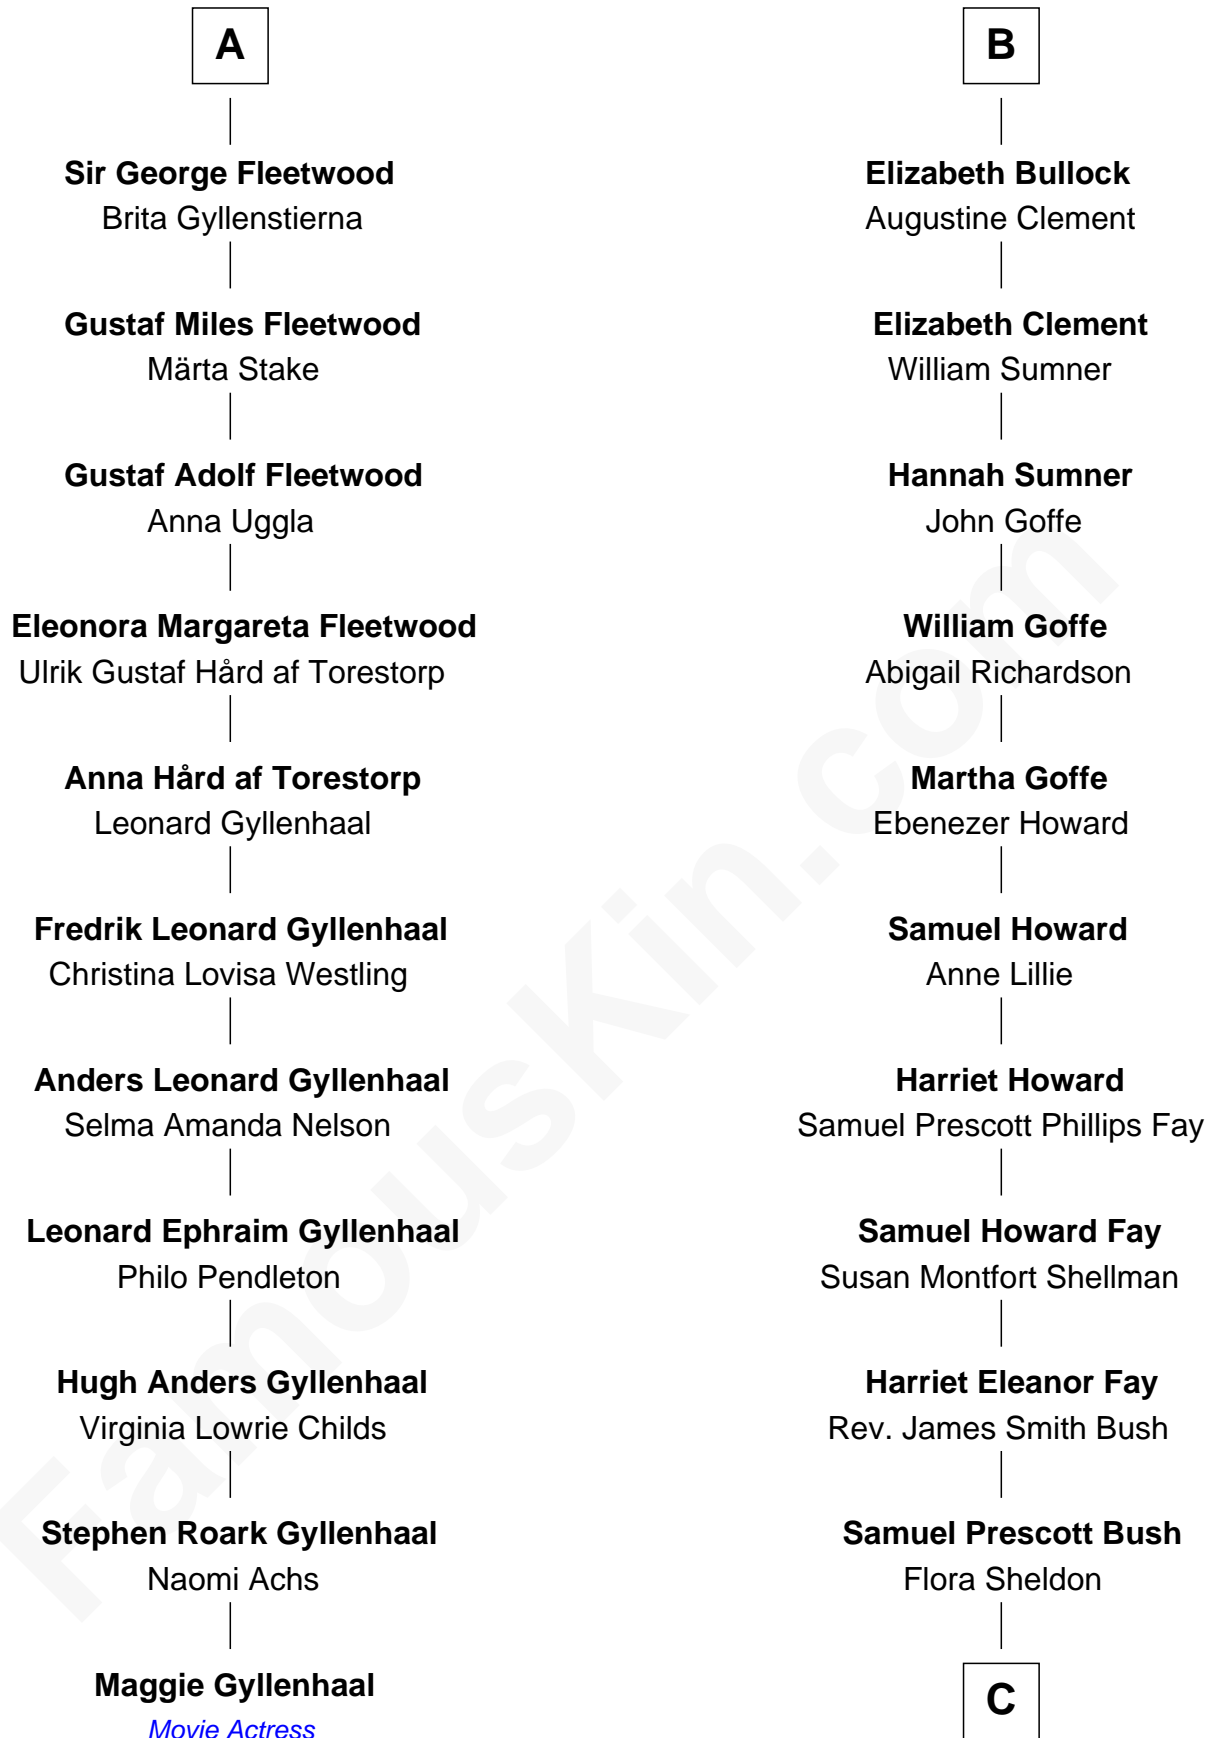 A
Sir George Fleetwood
Brita Gyllenstierna
Gustaf Miles Fleetwood
Märta Stake
Gustaf Adolf Fleetwood
Anna Uggla
Eleonora Margareta Fleetwood
Ulrik Gustaf Hård af Torestorp
Anna Hård af Torestorp
Leonard Gyllenhaal
Fredrik Leonard Gyllenhaal
Christina Lovisa Westling
Anders Leonard Gyllenhaal
Selma Amanda Nelson
Leonard Ephraim Gyllenhaal
Philo Pendleton
Hugh Anders Gyllenhaal
Virginia Lowrie Childs
Stephen Roark Gyllenhaal
Naomi Achs
Maggie Gyllenhaal
Movie Actress
B
Elizabeth Bullock
Augustine Clement
Elizabeth Clement
William Sumner
Hannah Sumner
John Goffe
William Goffe
Abigail Richardson
Martha Goffe
Ebenezer Howard
Samuel Howard
Anne Lillie
Harriet Howard
Samuel Prescott Phillips Fay
Samuel Howard Fay
Susan Montfort Shellman
Harriet Eleanor Fay
Rev. James Smith Bush
Samuel Prescott Bush
Flora Sheldon
C
FamousKin.com